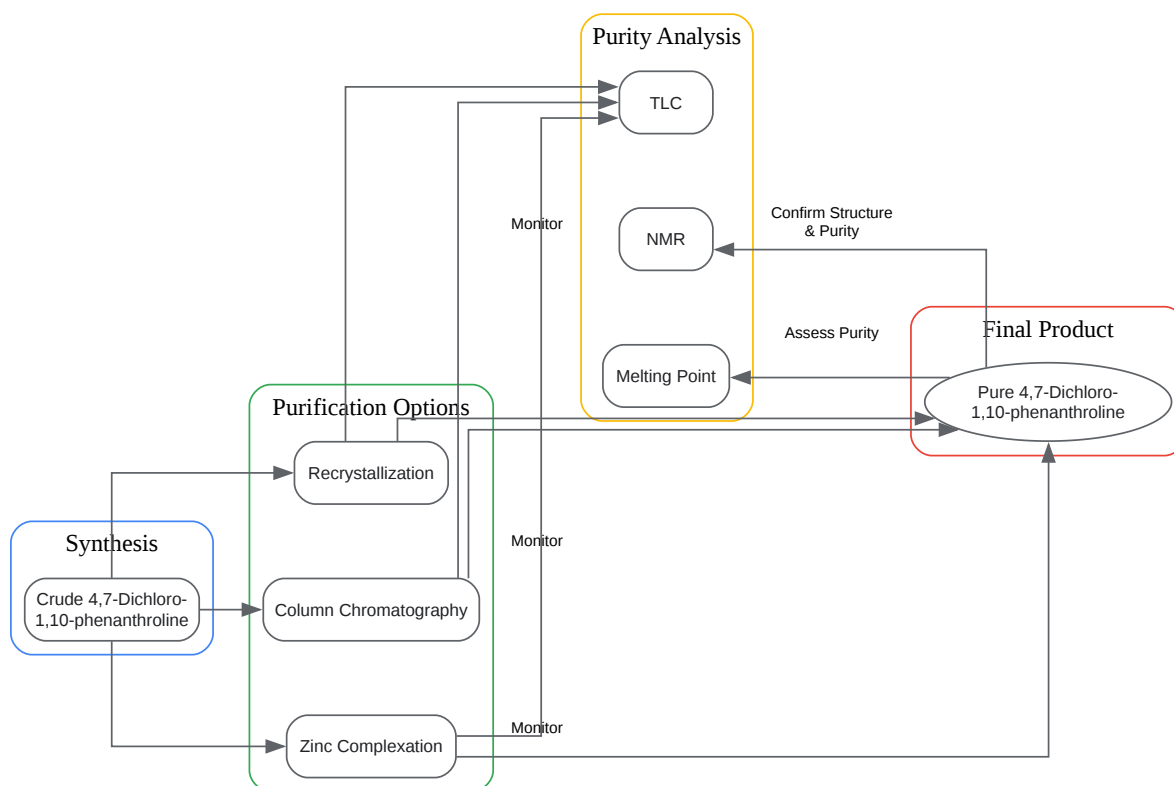 Purity Analysis
TLC
Monitor
NMR
Confirm Structure
& Purity
Melting Point
Assess Purity
Final Product
Pure 4,7-Dichloro-
1,10-phenanthroline
Purification Options
Recrystallization
Monitor
Synthesis
Crude 4,7-Dichloro-
1,10-phenanthroline
Column Chromatography
Zinc Complexation
Monitor